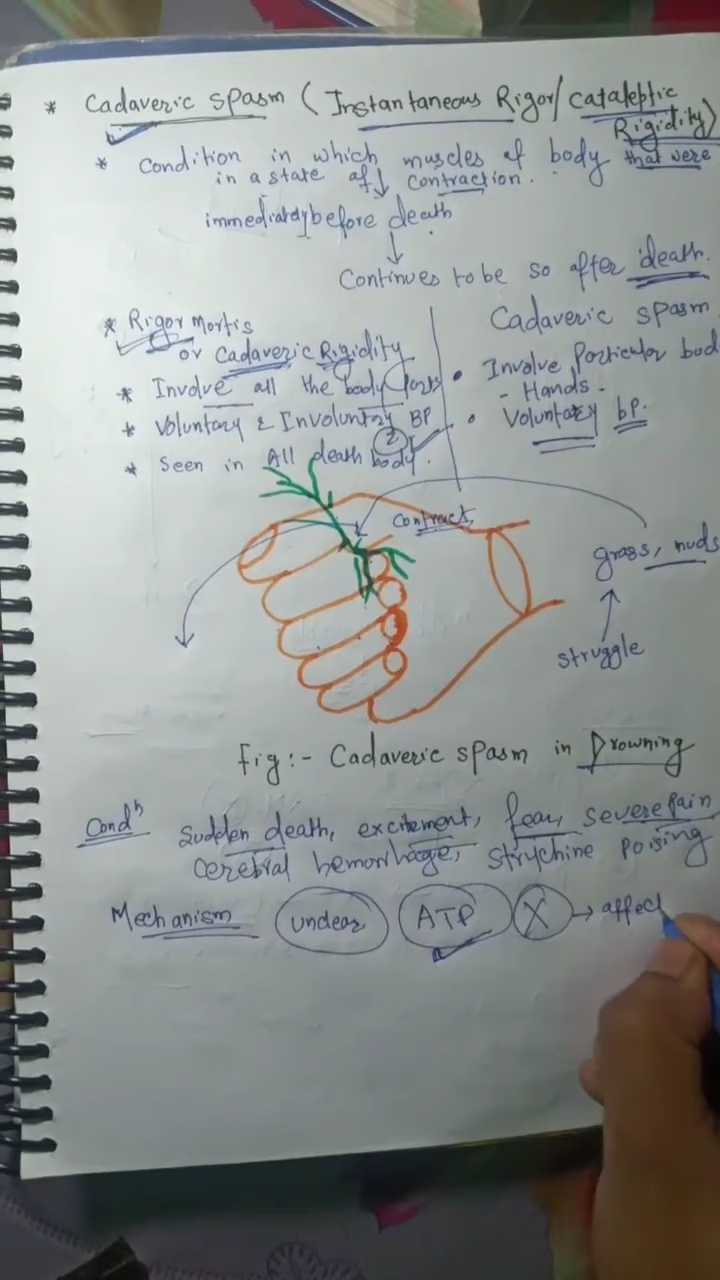 * Cadaveric spasm (Instantaneous Rigor/Cataleptic
Rigidity)
* Condition in which muscles of body that were
in a state of contraction.
immediately before death
Continues to be so after death.
* Rigor Mortis
or Cadaveric Rigidity
* Involve all the body parts
* Voluntary & Involuntry BP
* Seen in All death body.
Cadaveric spasm.
• Involve Particular bod
- Hands -
• Voluntary bP.
contract
grass, muds
struggle
Fig:- Cadaveric spasm in Drowning
Condⁿ Sudden death, excitement, fear, severe pain
cerebral hemorrhage, strychine poising
Mechanism unclear ATP X → affect